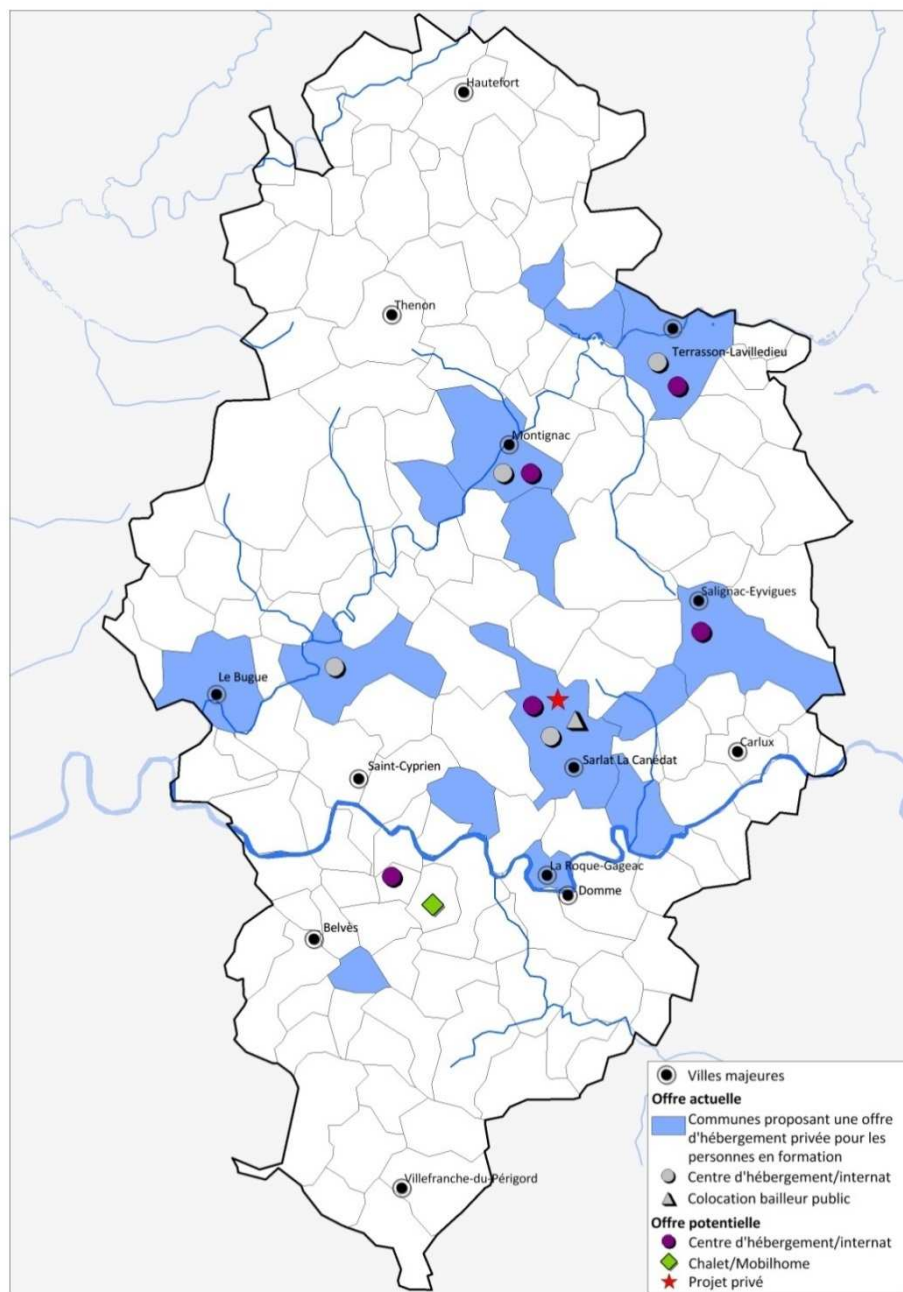 Hautefort
Thenon
Terrasson-Lavilledieu
Montignac
Salignac-Eyvigues
Le Bugue
Carlux
Saint-Cyprien
Sarlat La Canédat
La Roque-Gageac
Domme
Belvès
Villefranche-du-Périgord
Villes majeures
Offre actuelle
Communes proposant une offre
d'hébergement privée pour les
personnes en formation
Centre d'hébergement/internat
Colocation bailleur public
Offre potentielle
Centre d'hébergement/internat
Chalet/Mobilhome
Projet privé